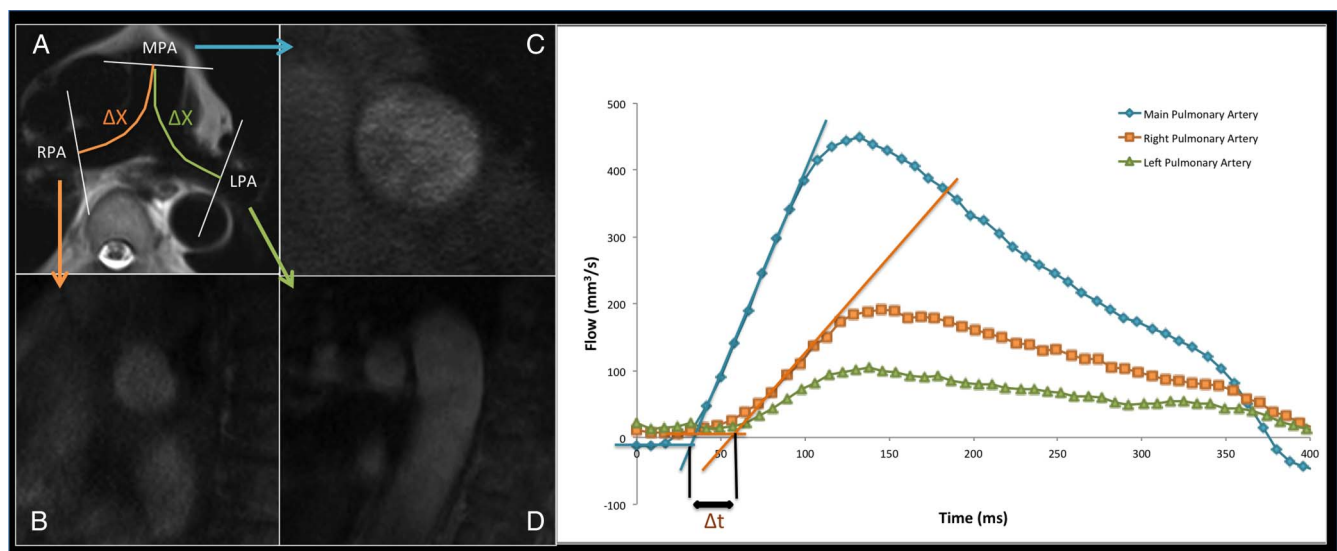 A
MPA
C
ΔX
ΔX
RPA
LPA
B
D
500
400
300
200
100
0
-100
Flow (mm³/s)
0
50
100
150
200
250
300
350
400
Time (ms)
Δt
Main Pulmonary Artery
Right Pulmonary Artery
Left Pulmonary Artery